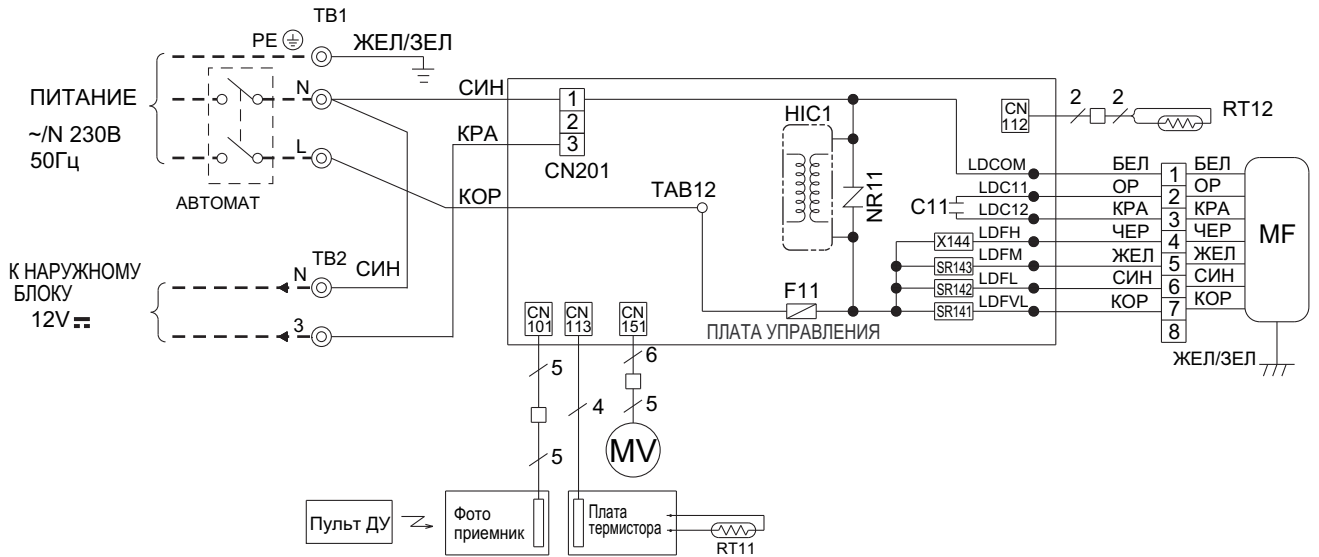 TB1
PE
ЖЕЛ/ЗЕЛ
ПИТАНИЕ
~/N 230В
50Гц
N
L
АВТОМАТ
СИН
КРА
КОР
1
2
3
CN201
TAB12
HIC1
NR11
F11
CN
112
2
2
RT12
LDCOM
LDC11
LDC12
C11
LDFH
LDFM
LDFL
LDFVL
X144
SR143
SR142
SR141
БЕЛ
ОР
КРА
ЧЕР
ЖЕЛ
СИН
КОР
1
2
3
4
5
6
7
8
БЕЛ
ОР
КРА
ЧЕР
ЖЕЛ
СИН
КОР
MF
ЖЕЛ/ЗЕЛ
К НАРУЖНОМУ
БЛОКУ
12V
TB2
N
3
СИН
CN
101
CN
113
CN
151
ПЛАТА УПРАВЛЕНИЯ
5
5
4
6
5
MV
Пульт ДУ
Фото
приемник
Плата
термистора
RT11